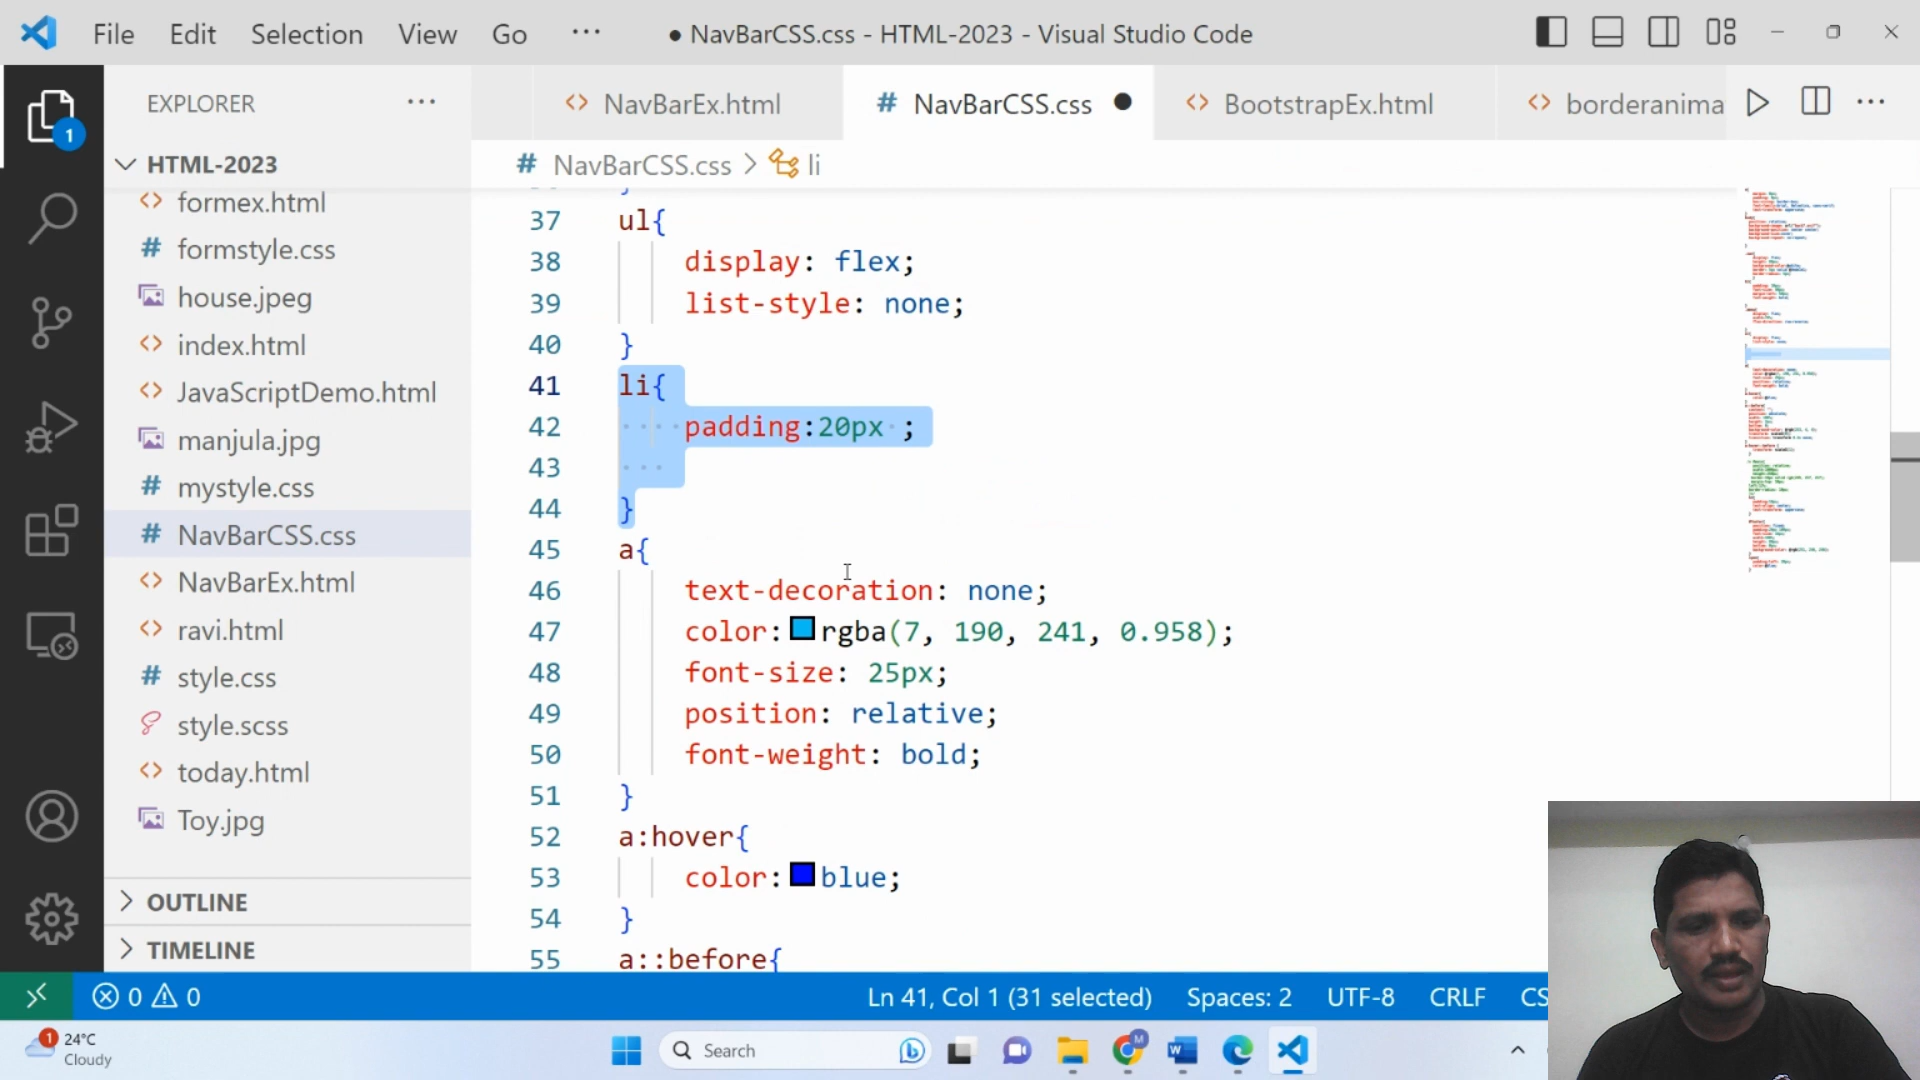 File Edit Selection View Go ··· ● NavBarCSS.css - HTML-2023 - Visual Studio Code
EXPLORER ···
<> NavBarEx.html # NavBarCSS.css ● <> BootstrapEx.html <> borderanima ···
# NavBarCSS.css > li
HTML-2023
<> formex.html
# formstyle.css
house.jpeg
<> index.html
<> JavaScriptDemo.html
manjula.jpg
# mystyle.css
# NavBarCSS.css
<> NavBarEx.html
<> ravi.html
# style.css
style.scss
<> today.html
Toy.jpg
OUTLINE
TIMELINE
1
37 ul{
38 display: flex;
39 list-style: none;
40 }
41 li{
42 padding:20px ;
43
44 }
45 a{
46 text-decoration: none;
47 color: rgba(7, 190, 241, 0.958);
48 font-size: 25px;
49 position: relative;
50 font-weight: bold;
51 }
52 a:hover{
53 color: blue;
54 }
55 a::before{
0 0 Ln 41, Col 1 (31 selected) Spaces: 2 UTF-8 CRLF CS
1 24°C
Cloudy
Search
M
W